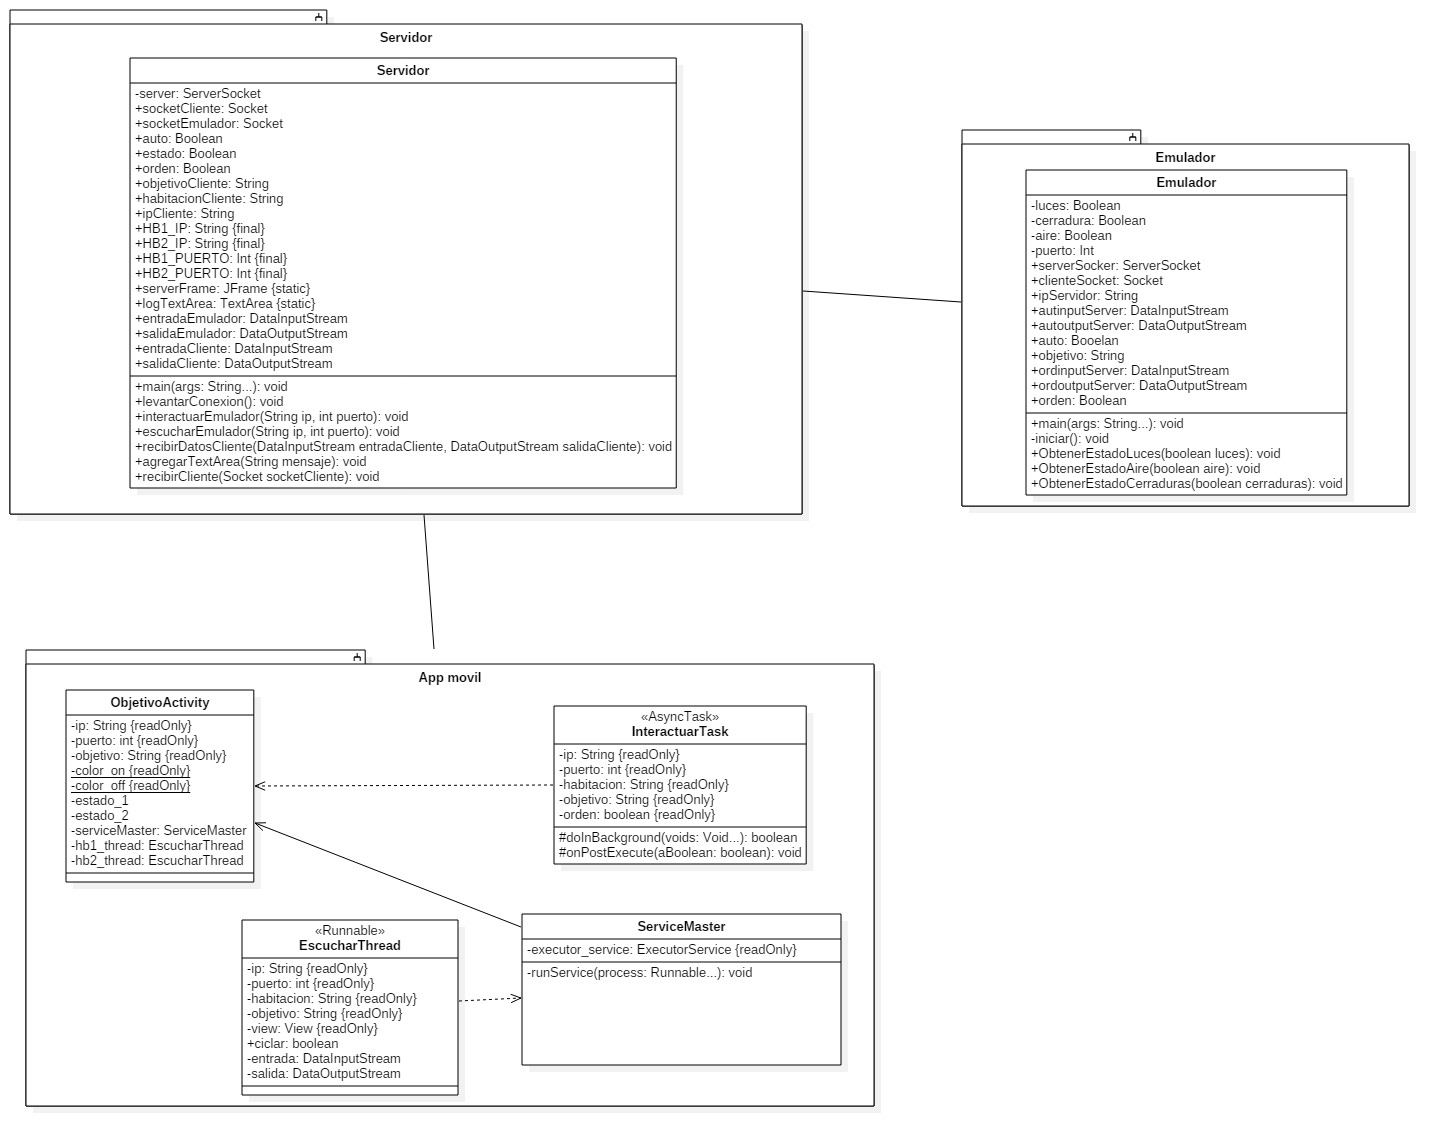 Servidor
Servidor
-server: ServerSocket
+socketCliente: Socket
+socketEmulador: Socket
+auto: Boolean
+estado: Boolean
+orden: Boolean
+objetivoCliente: String
+habitacionCliente: String
+ipCliente: String
+HB1_IP: String {final}
+HB2_IP: String {final}
+HB1_PUERTO: Int {final}
+HB2_PUERTO: Int {final}
+serverFrame: JFrame {static}
+logTextArea: TextArea {static}
+entradaEmulador: DataInputStream
+salidaEmulador: DataOutputStream
+entradaCliente: DataInputStream
+salidaCliente: DataOutputStream
+main(args: String...): void
+levantarConexion(): void
+interactuarEmulador(String ip, int puerto): void
+escucharEmulador(String ip, int puerto): void
+recibirDatosCliente(DataInputStream entradaCliente, DataOutputStream salidaCliente): void
+agregarTextArea(String mensaje): void
+recibirCliente(Socket socketCliente): void
Emulador
Emulador
-luces: Boolean
-cerradura: Boolean
-aire: Boolean
-puerto: Int
+serverSocker: ServerSocket
+clienteSocket: Socket
+ipServidor: String
+autinputServer: DataInputStream
+autoutputServer: DataOutputStream
+auto: Booelan
+objetivo: String
+ordinputServer: DataInputStream
+ordoutputServer: DataOutputStream
+orden: Boolean
+main(args: String...): void
-iniciar(): void
+ObtenerEstadoLuces(boolean luces): void
+ObtenerEstadoAire(boolean aire): void
+ObtenerEstadoCerraduras(boolean cerraduras): void
App movil
ObjetivoActivity
-ip: String {readOnly}
-puerto: int {readOnly}
-objetivo: String {readOnly}
-color_on {readOnly}
-color_off {readOnly}
-estado_1
-estado_2
-serviceMaster: ServiceMaster
-hb1_thread: EscucharThread
-hb2_thread: EscucharThread
«AsyncTask»
InteractuarTask
-ip: String {readOnly}
-puerto: int {readOnly}
-habitacion: String {readOnly}
-objetivo: String {readOnly}
-orden: boolean {readOnly}
#doInBackground(voids: Void...): boolean
#onPostExecute(aBoolean: boolean): void
«Runnable»
EscucharThread
-ip: String {readOnly}
-puerto: int {readOnly}
-habitacion: String {readOnly}
-objetivo: String {readOnly}
-view: View {readOnly}
+ciclar: boolean
-entrada: DataInputStream
-salida: DataOutputStream
ServiceMaster
-executor_service: ExecutorService {readOnly}
-runService(process: Runnable...): void